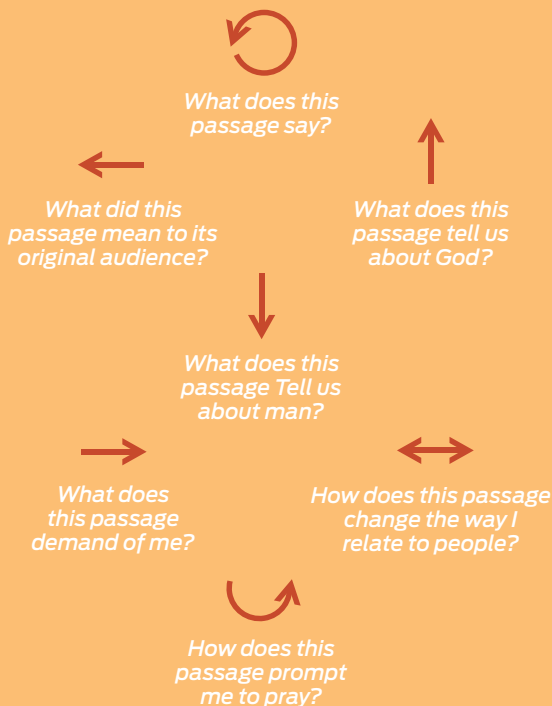 What does this
passage say?
What did this
passage mean to its
original audience?
What does this
passage tell us
about God?
What does this
passage Tell us
about man?
What does
this passage
demand of me?
How does this passage
change the way I
relate to people?
How does this
passage prompt
me to pray?